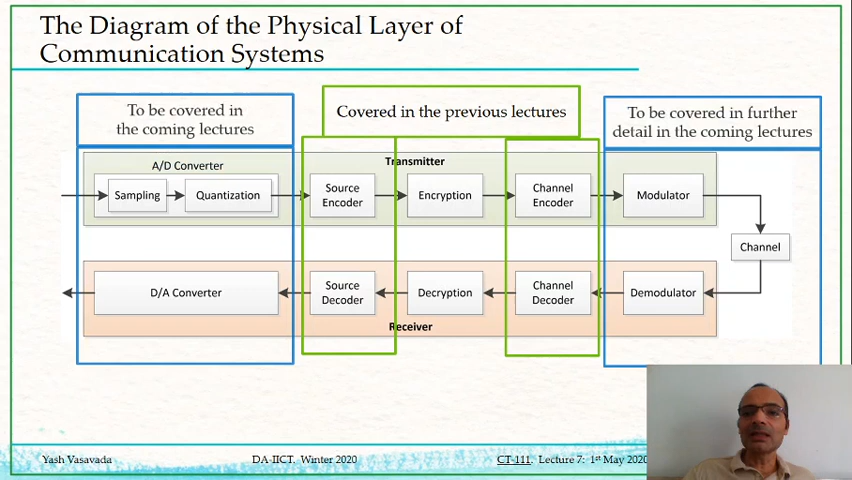 The Diagram of the Physical Layer of
Communication Systems
To be covered in
the coming lectures
Covered in the previous lectures
To be covered in further
detail in the coming lectures
Transmitter
A/D Converter
Sampling
Quantization
Source
Encoder
Encryption
Channel
Encoder
Modulator
Channel
D/A Converter
Source
Decoder
Decryption
Channel
Decoder
Demodulator
Receiver
Yash Vasavada
DA-IICT, Winter 2020
CT-111, Lecture 7: 1st May 2020